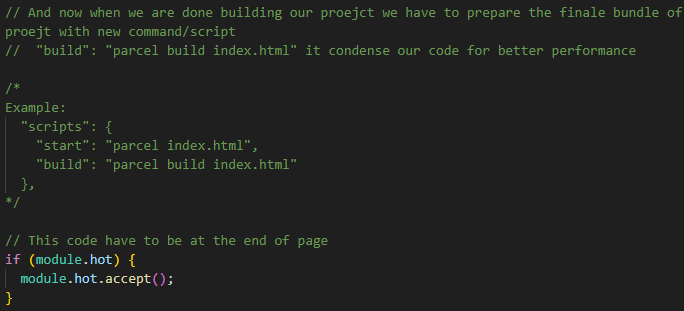 // And now when we are done building our proejct we have to prepare the finale bundle of
proejt with new command/script
//  "build": "parcel build index.html" it condense our code for better performance
/*
Example:
  "scripts": {
    "start": "parcel index.html",
    "build": "parcel build index.html"
  },
*/
// This code have to be at the end of page
if (module.hot) {
  module.hot.accept();
}